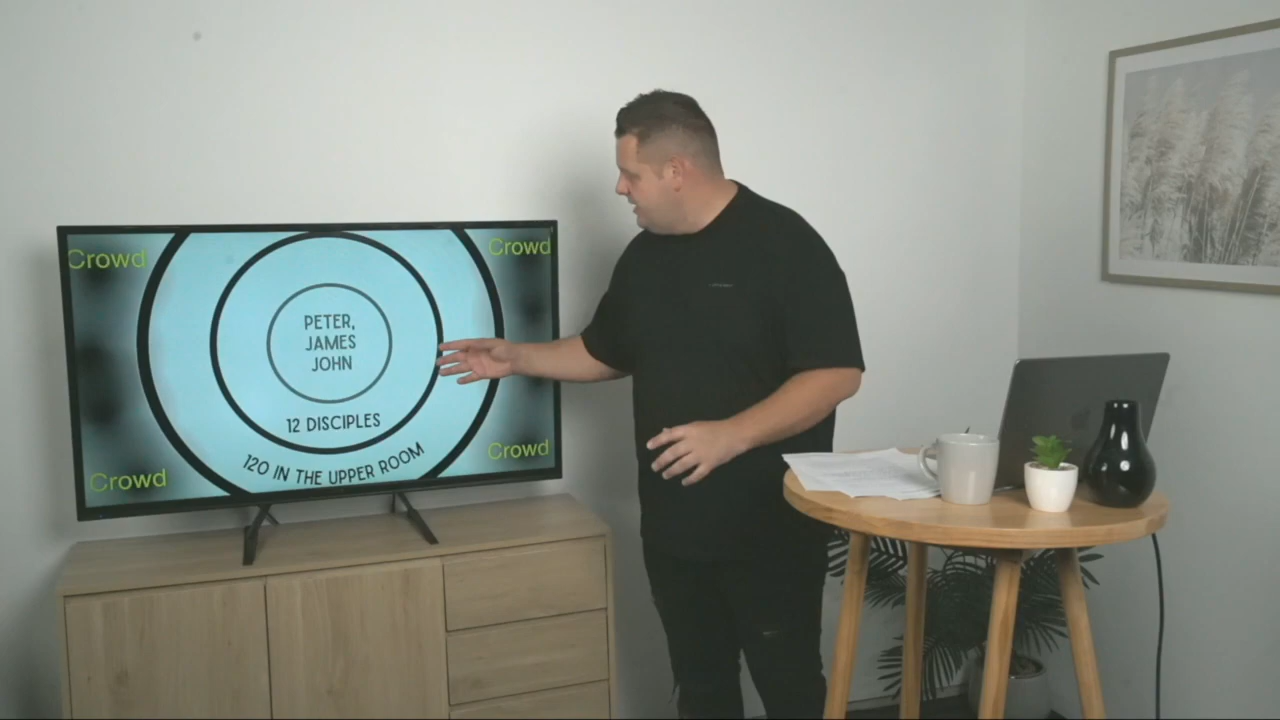 Crowd
Crowd
PETER,
JAMES
JOHN
12 DISCIPLES
120 IN THE UPPER ROOM
Crowd
Crowd